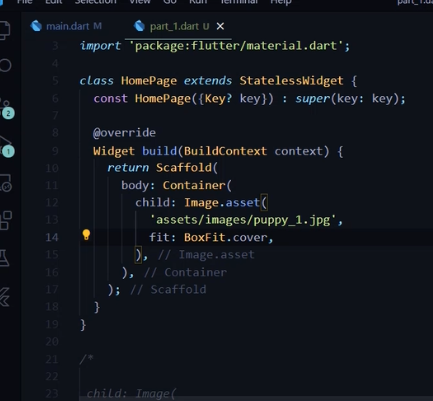 File Edit Selection View Go Run Terminal Help part_1.d
main.dart M part_1.dart U ×
3 import 'package:flutter/material.dart';
4
5 class HomePage extends StatelessWidget {
6 const HomePage({Key? key}) : super(key: key);
7
8 @override
9 Widget build(BuildContext context) {
10 return Scaffold(
11 body: Container(
12 child: Image.asset(
13 'assets/images/puppy_1.jpg',
14 fit: BoxFit.cover,
15 ), // Image.asset
16 ), // Container
17 ); // Scaffold
18 }
19 }
20
21 /*
22
23 child: Image(
2
1